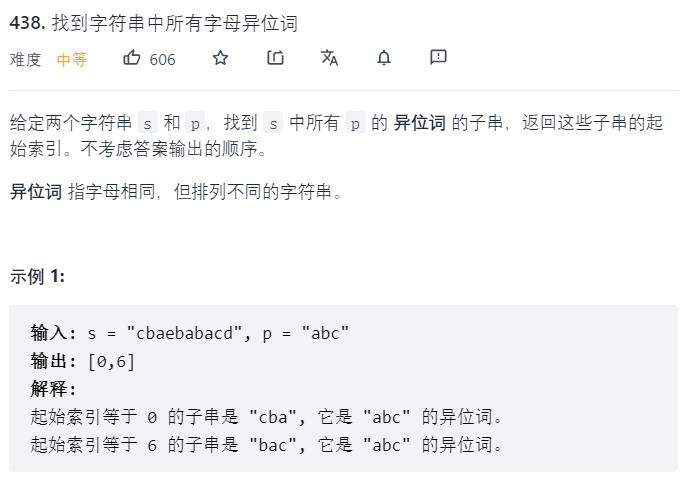 438. 找到字符串中所有字母异位词
难度 中等 606
给定两个字符串 s 和 p，找到 s 中所有 p 的 异位词 的子串，返回这些子串的起
始索引。不考虑答案输出的顺序。
异位词 指字母相同，但排列不同的字符串。
示例 1:
输入: s = "cbaebabacd", p = "abc"
输出: [0,6]
解释:
起始索引等于 0 的子串是 "cba", 它是 "abc" 的异位词。
起始索引等于 6 的子串是 "bac", 它是 "abc" 的异位词。